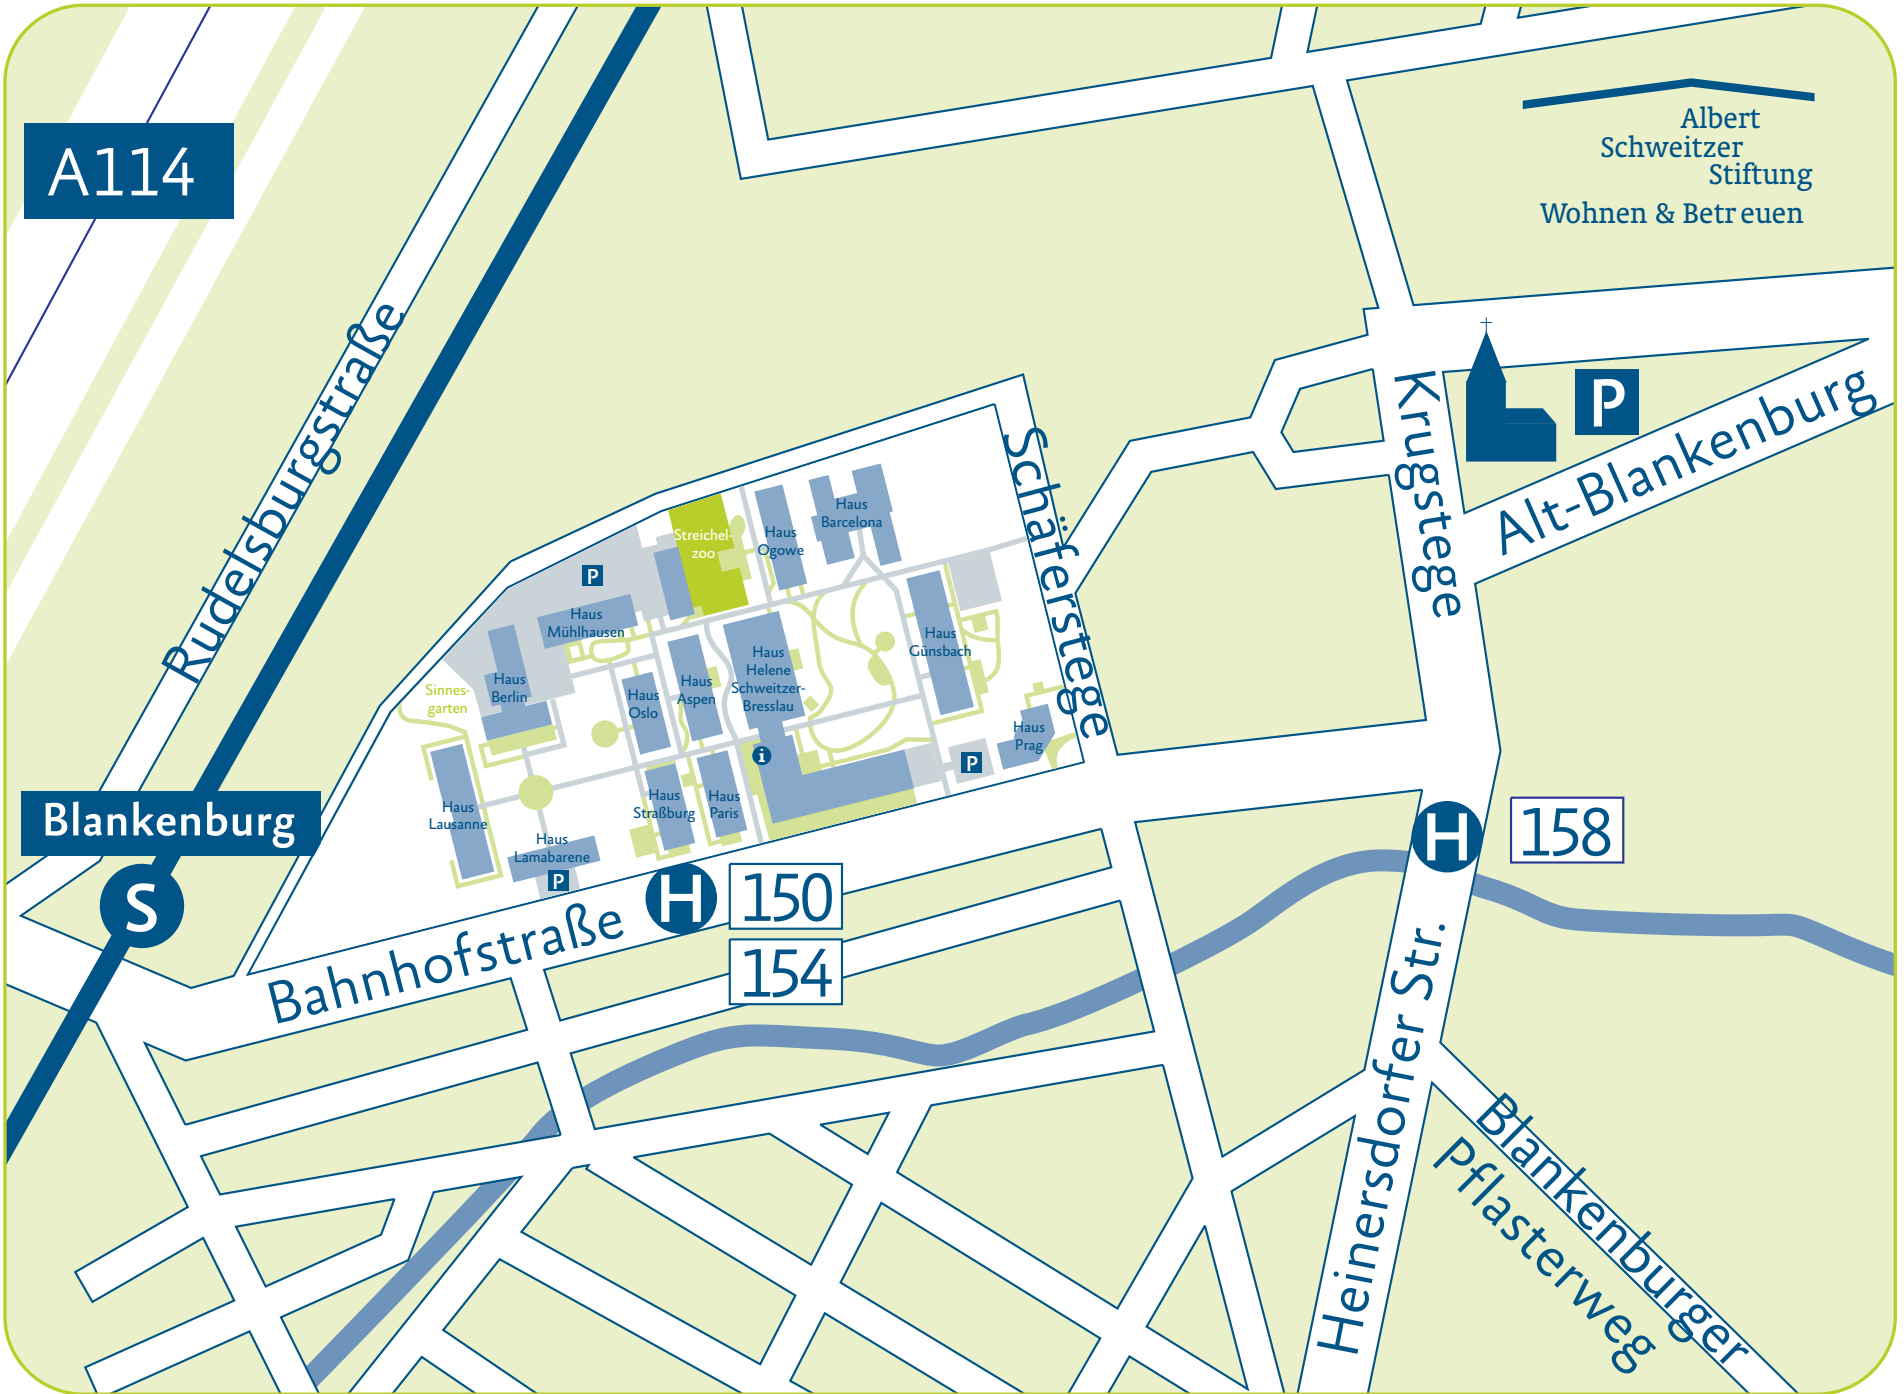 A114
Albert
Schweitzer
Stiftung
Wohnen & Betreuen
Rudelsburgstraße
Krugstege
P
Alt-Blankenburg
Schäferstege
Streichel-
zoo
Haus
Ogowe
Haus
Barcelona
P
Haus
Mühlhausen
Haus
Berlin
Sinnes-
garten
Haus
Oslo
Haus
Aspen
Haus
Helene
Schweitzer-
Bresslau
Haus
Günsbach
Haus
Prag
P
i
Haus
Lausanne
Haus
Straßburg
Haus
Paris
Haus
Lamabarene
P
Blankenburg
S
Bahnhofstraße
H
150
154
H
158
Heinersdorfer Str.
Blankenburger
Pflasterweg